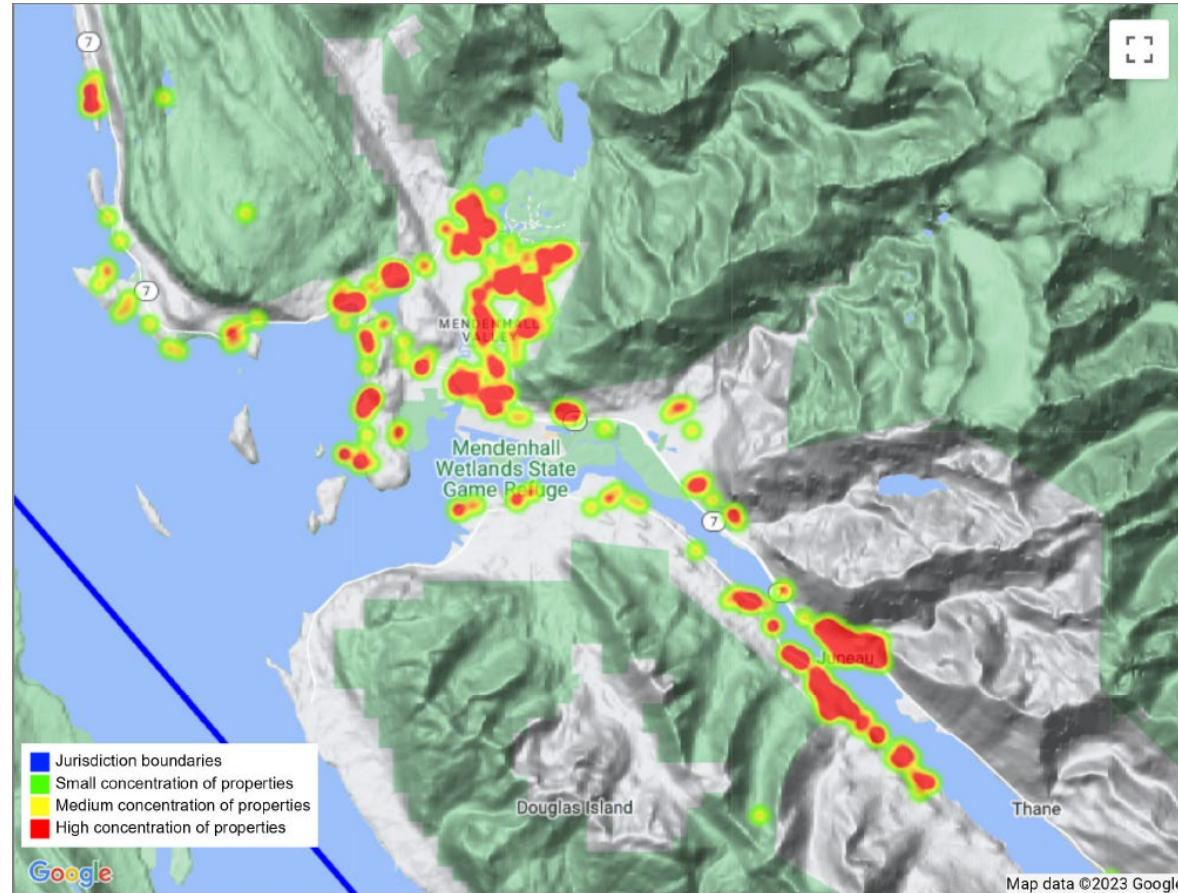 7
7
MENDENHALL
VALLEY
Mendenhall
Wetlands State
Game Refuge
7
Juneau
Douglas Island
Thane
Jurisdiction boundaries
Small concentration of properties
Medium concentration of properties
High concentration of properties
Google
Map data ©2023 Google